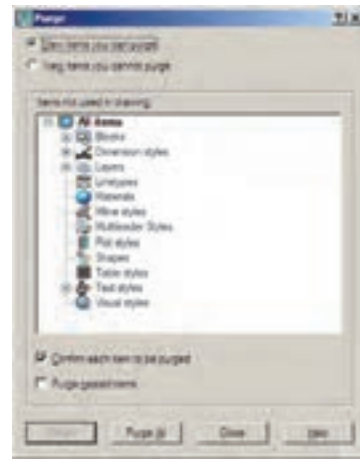 Purge
View items you can purge
View items you cannot purge
Items not used in drawing
All items
Blocks
Dimension styles
Layers
Linetypes
Materials
Mline styles
Multileader Styles
Plot styles
Shapes
Table styles
Text styles
Visual styles
Confirm each item to be purged
Purge nested items
Purge All
Close
Help